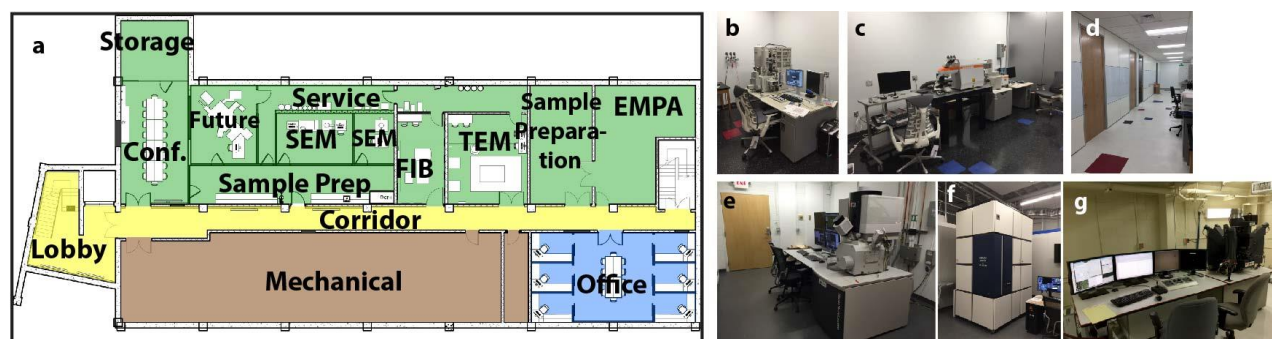 a
Storage
Service
Future
SEM
SEM
Conf.
FIB
TEM
Sample
Prepara-
tion
EMPA
Sample Prep
Corridor
Lobby
Mechanical
Office
b
c
d
e
f
g